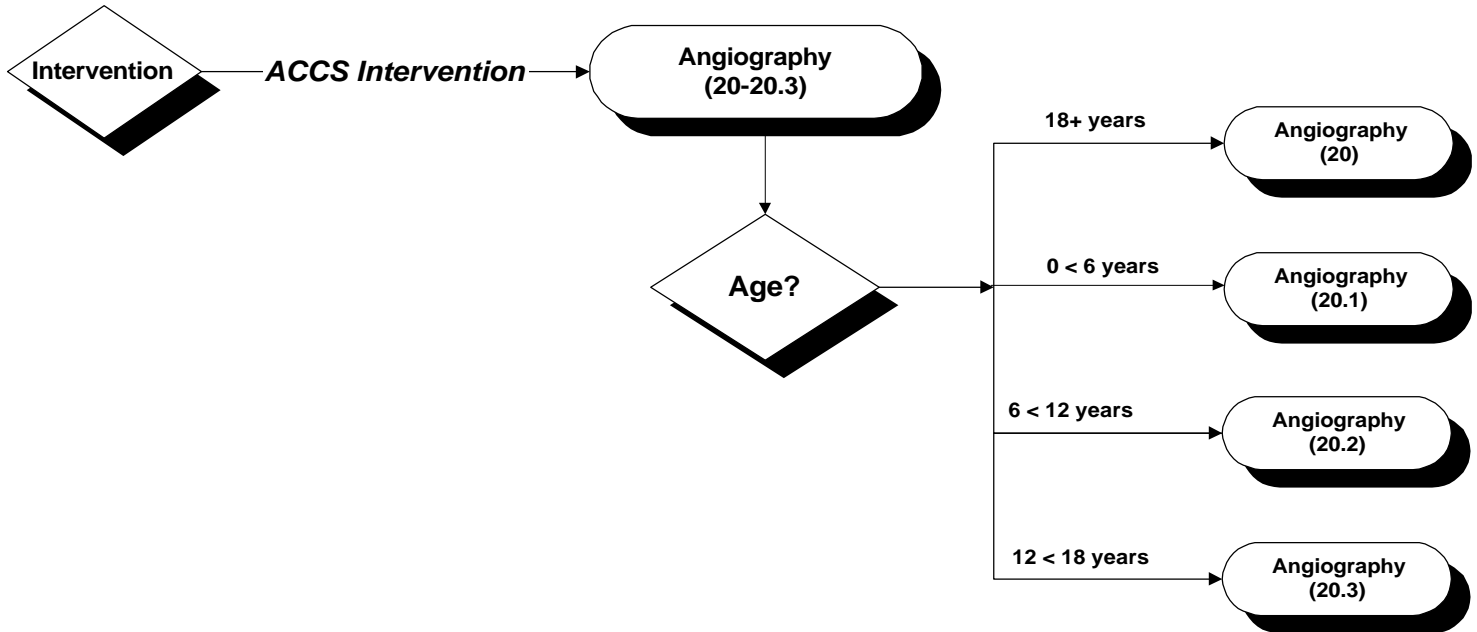 Intervention
ACCS Intervention
Angiography
(20-20.3)
Age?
18+ years
Angiography
(20)
0 < 6 years
Angiography
(20.1)
6 < 12 years
Angiography
(20.2)
12 < 18 years
Angiography
(20.3)